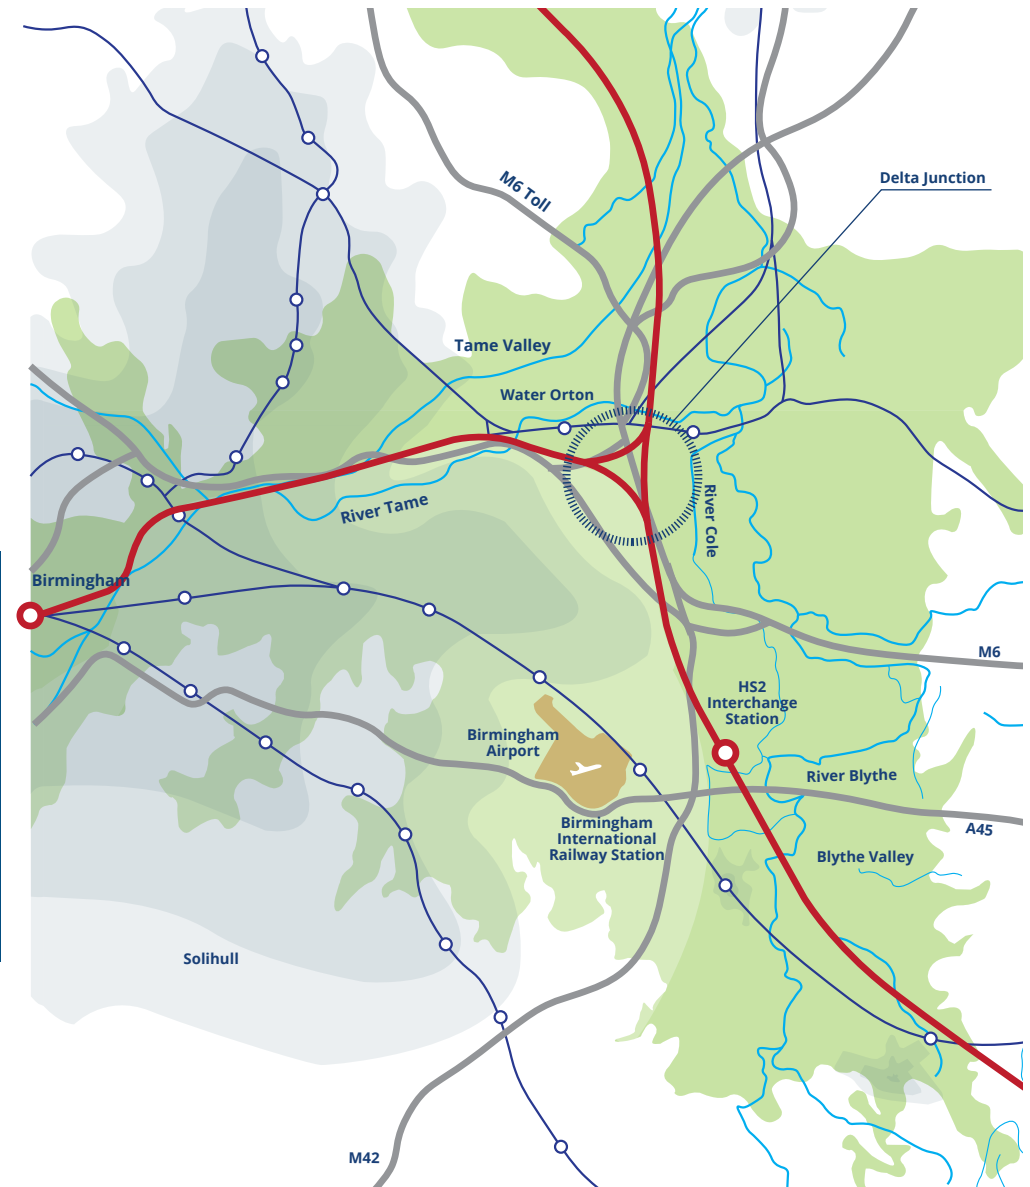 Delta Junction
M6 Toll
Tame Valley
Water Orton
River Tame
River Cole
Birmingham
M6
HS2
Interchange
Station
Birmingham
Airport
River Blythe
Birmingham
International
Railway Station
A45
Blythe Valley
Solihull
M42